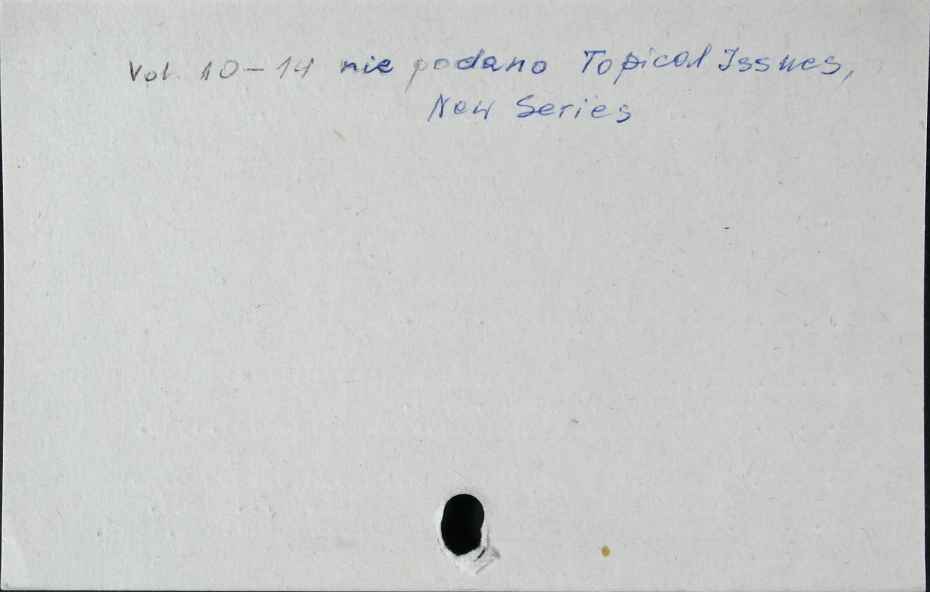 Vol. 10-14 nie podano Topical Issues,
New Series